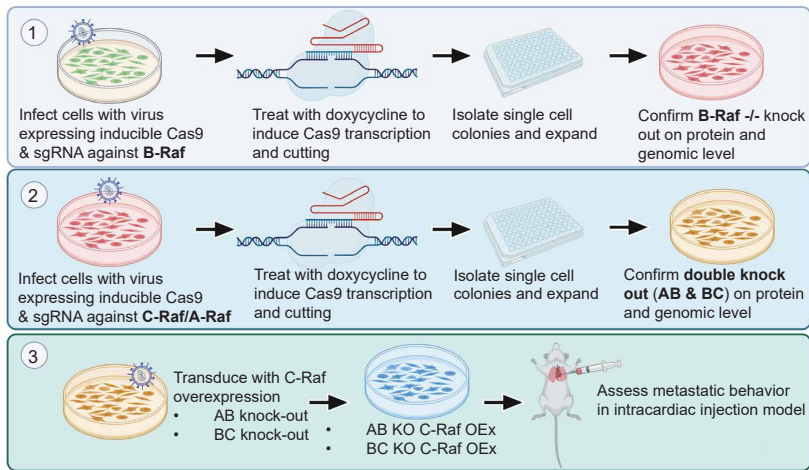 1
Infect cells with virus
expressing inducible Cas9
& sgRNA against B-Raf
Treat with doxycycline to
induce Cas9 transcription
and cutting
Isolate single cell
colonies and expand
Confirm B-Raf -/- knock
out on protein and
genomic level
2
Infect cells with virus
expressing inducible Cas9
& sgRNA against C-Raf/A-Raf
Treat with doxycycline to
induce Cas9 transcription
and cutting
Isolate single cell
colonies and expand
Confirm double knock
out (AB & BC) on protein
and genomic level
3
Transduce with C-Raf
overexpression
• AB knock-out
• BC knock-out
• AB KO C-Raf OEx
• BC KO C-Raf OEx
Assess metastatic behavior
in intracardiac injection model